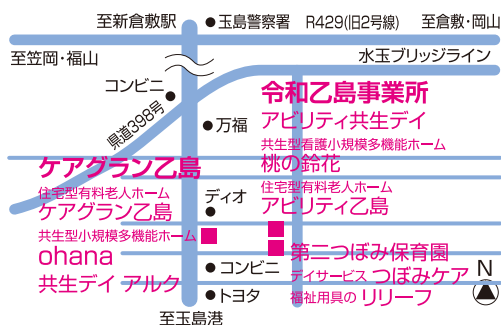 至新倉敷駅
玉島警察署
R429(旧2号線)
至倉敷・岡山
至笠岡・福山
水玉ブリッジライン
コンビニ
県道398号
万福
令和乙島事業所
アビリティ共生デイ
共生型看護小規模多機能ホーム
桃の鈴花
住宅型有料老人ホーム
アビリティ乙島
ケアグラン乙島
住宅型有料老人ホーム
ケアグラン乙島
共生型小規模多機能ホーム
ohana
共生デイ アルク
ディオ
第二つぼみ保育園
デイサービス つぼみケア
福祉用具の リリーフ
コンビニ
トヨタ
至玉島港
N